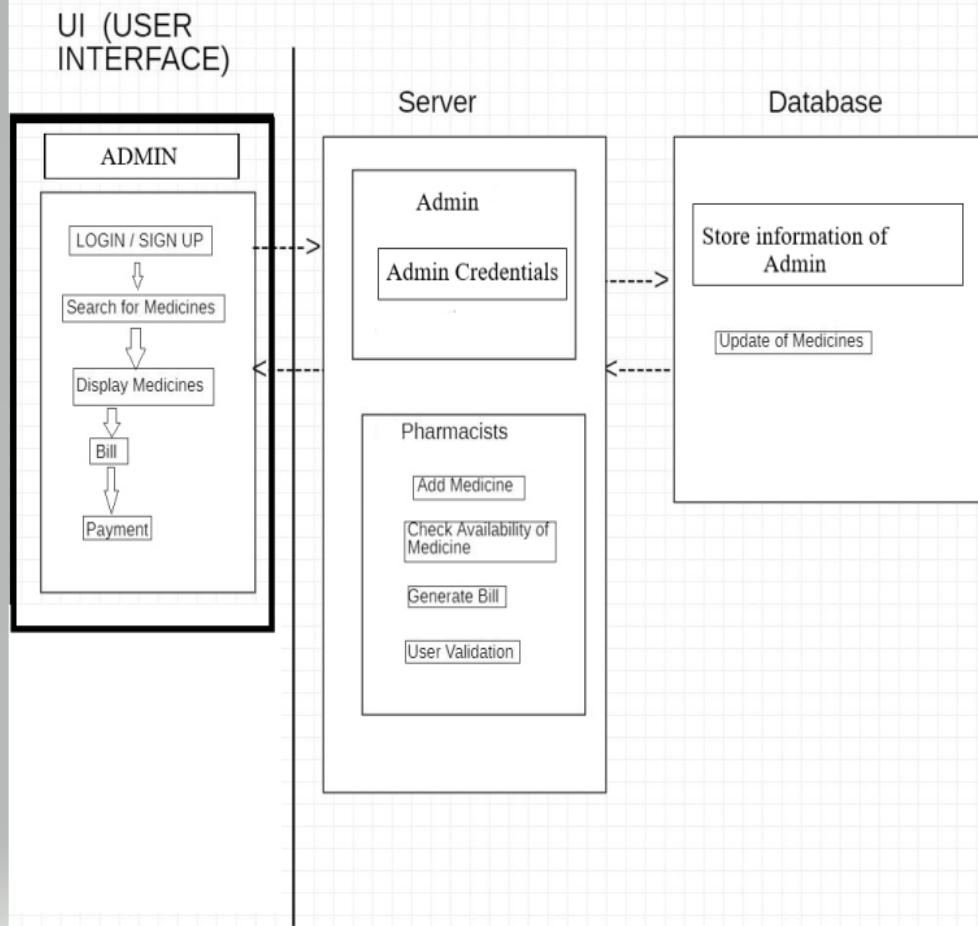 UI (USER
INTERFACE)
ADMIN
LOGIN / SIGN UP
Search for Medicines
Display Medicines
Bill
Payment
Server
Admin
Admin Credentials
Pharmacists
Add Medicine
Check Availability of
Medicine
Generate Bill
User Validation
Database
Store information of
Admin
Update of Medicines